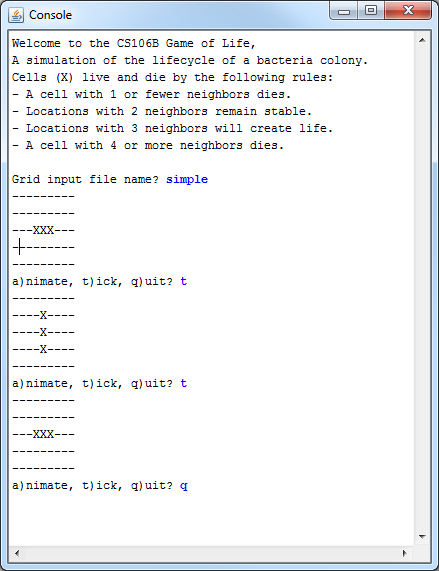 Console
Welcome to the CS106B Game of Life,
A simulation of the lifecycle of a bacteria colony.
Cells (X) live and die by the following rules:
- A cell with 1 or fewer neighbors dies.
- Locations with 2 neighbors remain stable.
- Locations with 3 neighbors will create life.
- A cell with 4 or more neighbors dies.
Grid input file name? simple
---------
---------
---XXX---
---------
---------
a)nimate, t)ick, q)uit? t
---------
----X----
----X----
----X----
---------
a)nimate, t)ick, q)uit? t
---------
---------
---XXX---
---------
---------
a)nimate, t)ick, q)uit? q